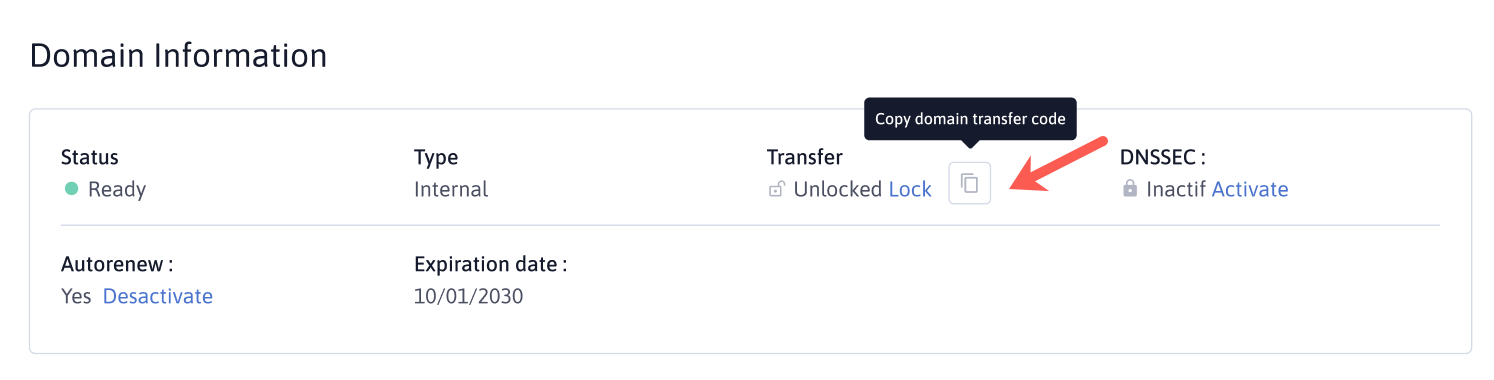 Domain Information
Copy domain transfer code
Status
Ready
Type
Internal
Transfer
Unlocked Lock
DNSSEC :
Inactif Activate
Autorenew :
Yes Desactivate
Expiration date :
10/01/2030